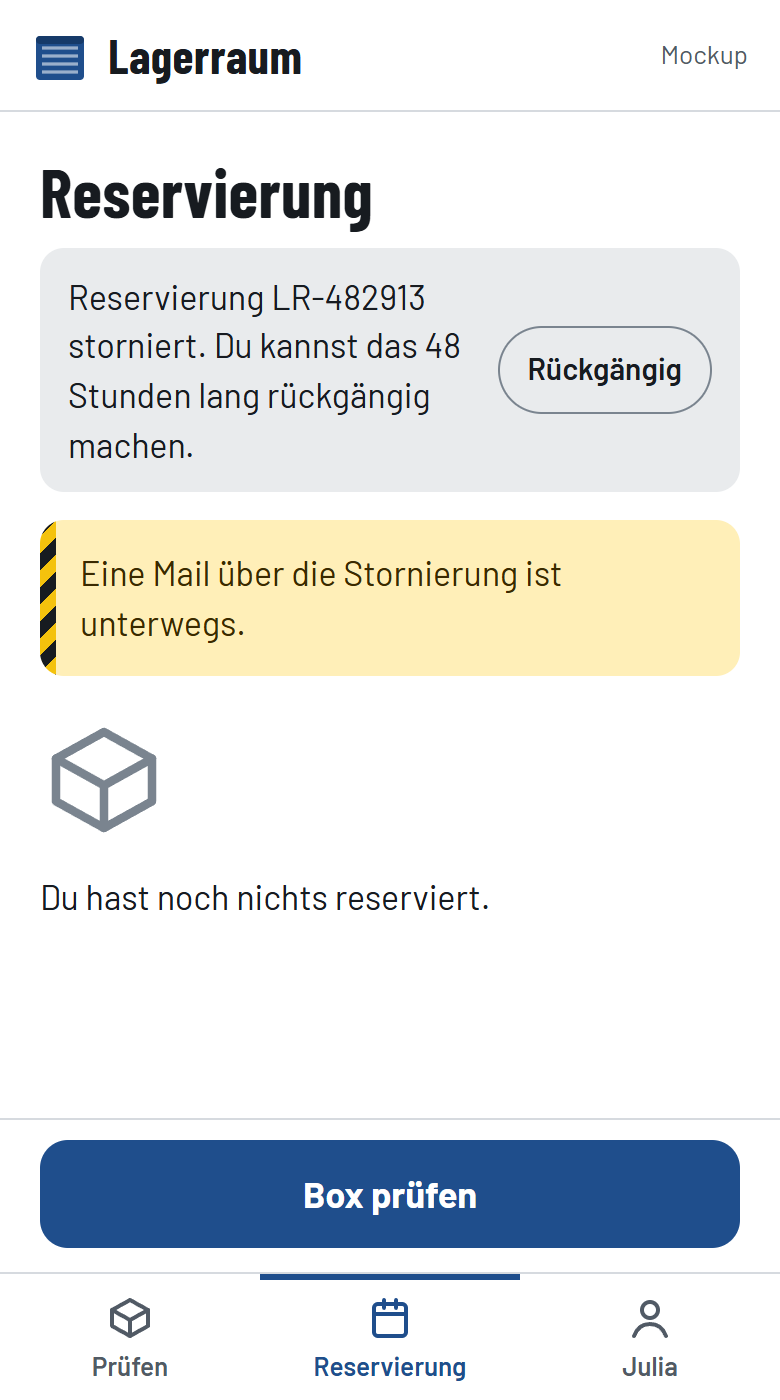 Lagerraum
Mockup
Reservierung
Reservierung LR-482913
storniert. Du kannst das 48
Stunden lang rückgängig
machen.
Rückgängig
Eine Mail über die Stornierung ist
unterwegs.
Du hast noch nichts reserviert.
Box prüfen
Prüfen
Reservierung
Julia